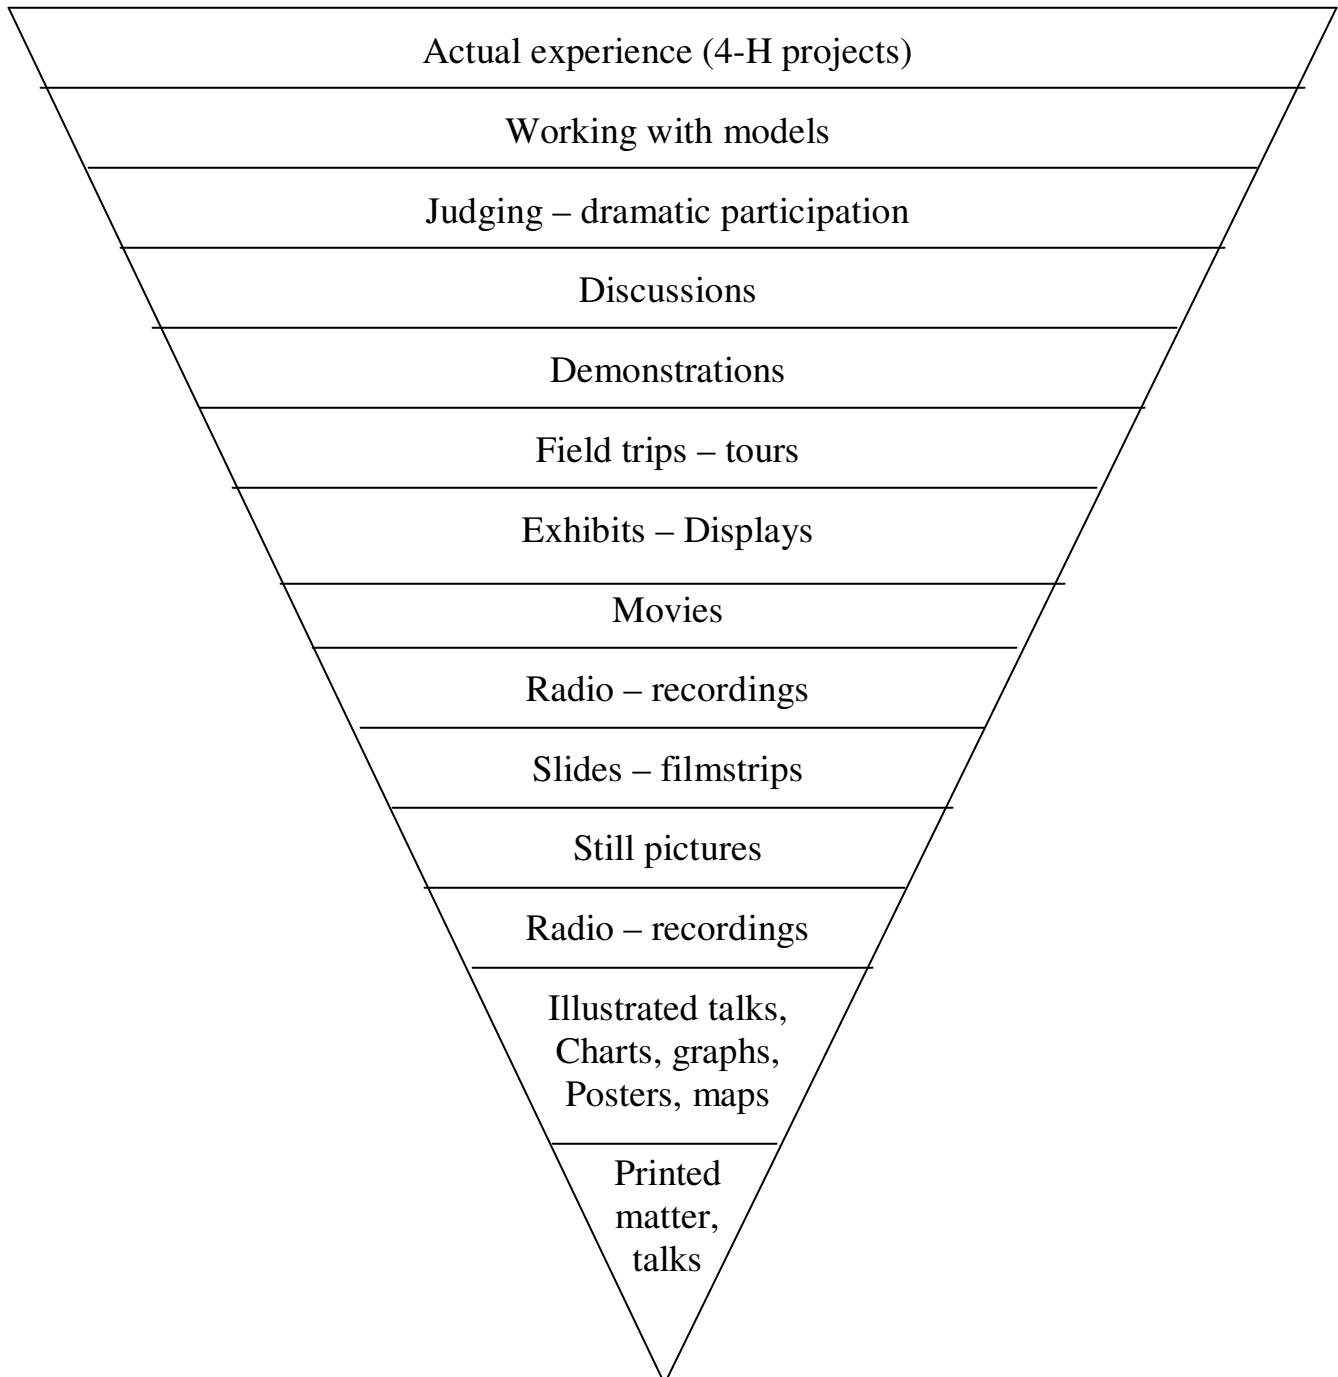 Actual experience (4-H projects)
Working with models
Judging – dramatic participation
Discussions
Demonstrations
Field trips – tours
Exhibits – Displays
Movies
Radio – recordings
Slides – filmstrips
Still pictures
Radio – recordings
Illustrated talks,
Charts, graphs,
Posters, maps
Printed
matter,
talks